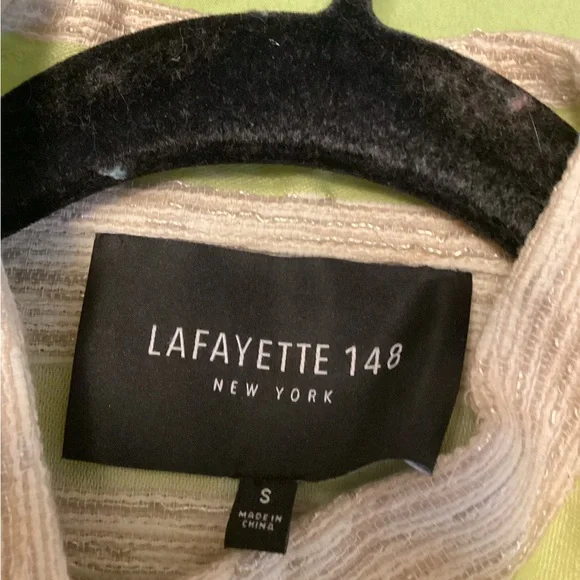 LAFAYETTE 148
NEW YORK
S
MADE IN
CHINA